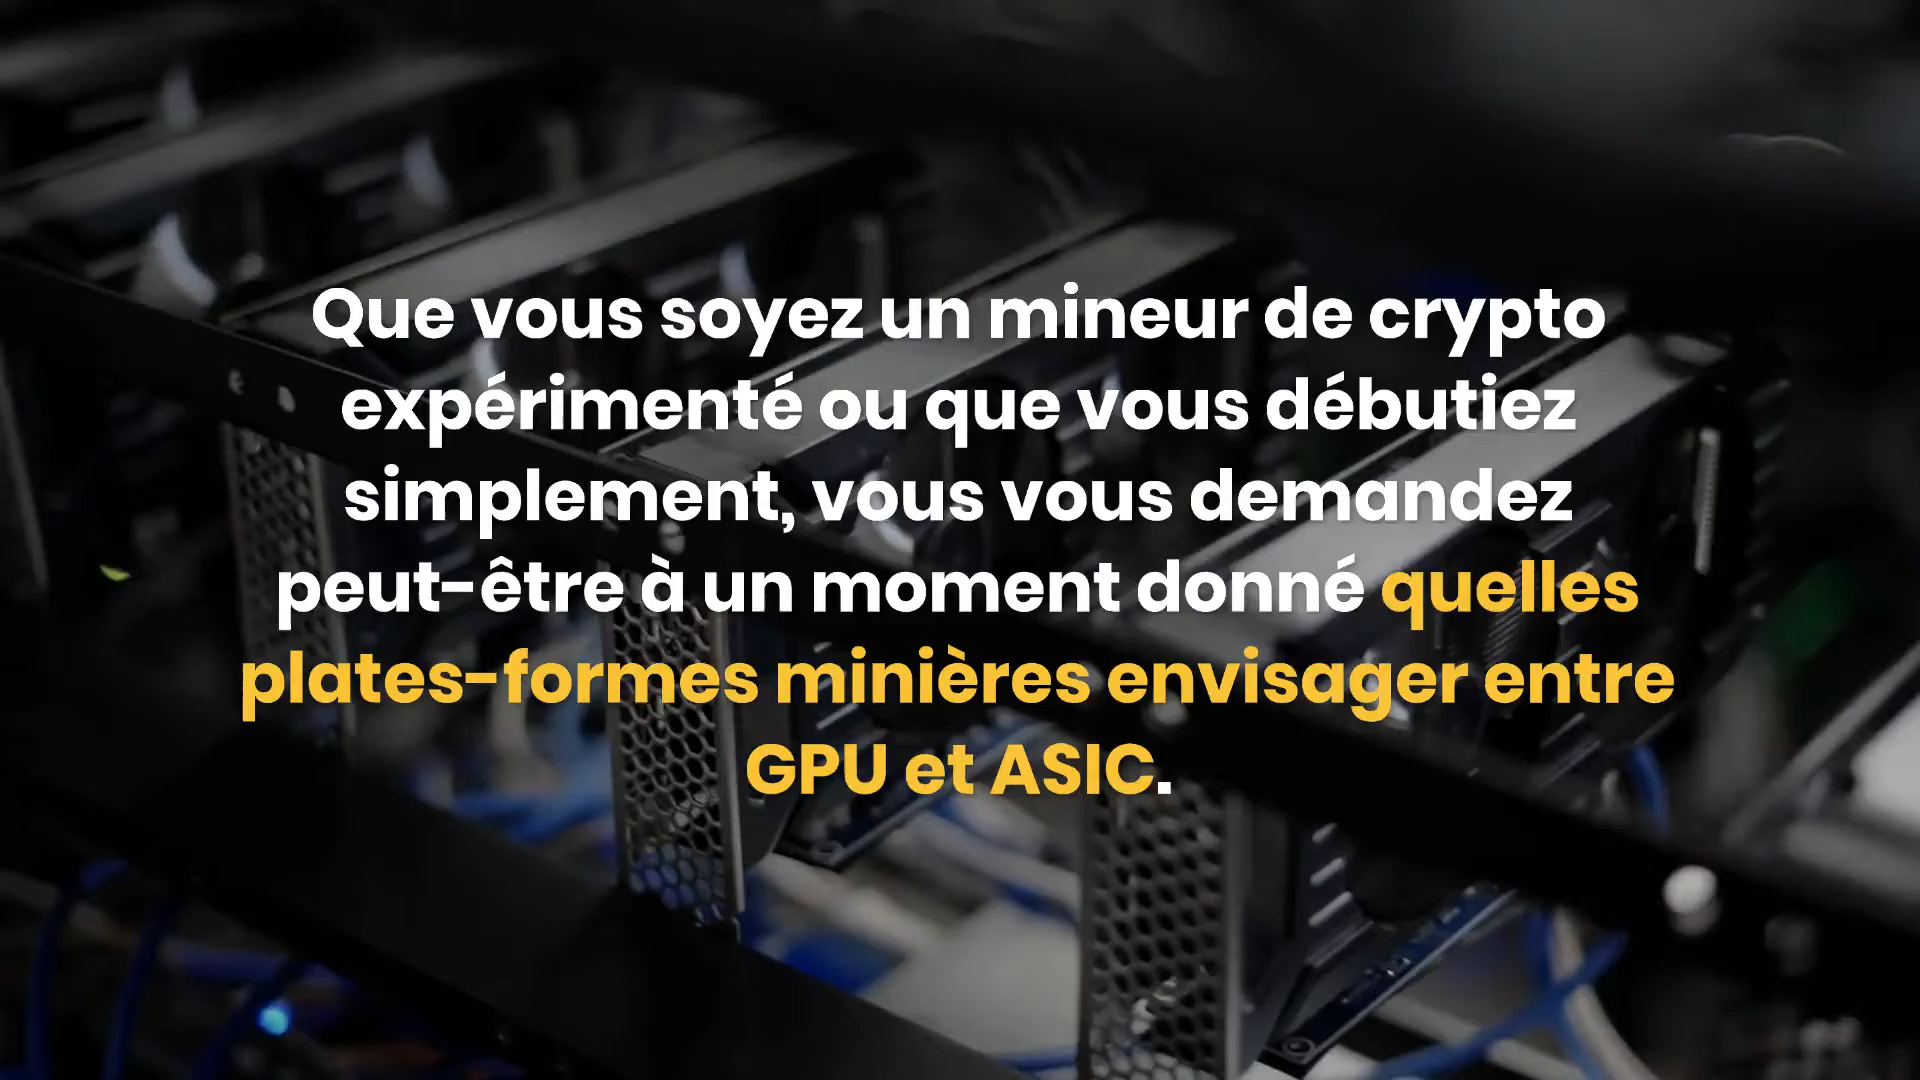 Que vous soyez un mineur de crypto
expérimenté ou que vous débutiez
simplement, vous vous demandez
peut-être à un moment donné quelles
plates-formes minières envisager entre
GPU et ASIC.